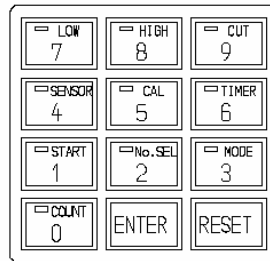 LOW HIGH CUT
7 8 9
SENSOR CAL TIMER
4 5 6
START No.SEL MODE
1 2 3
COUNT
0 ENTER RESET